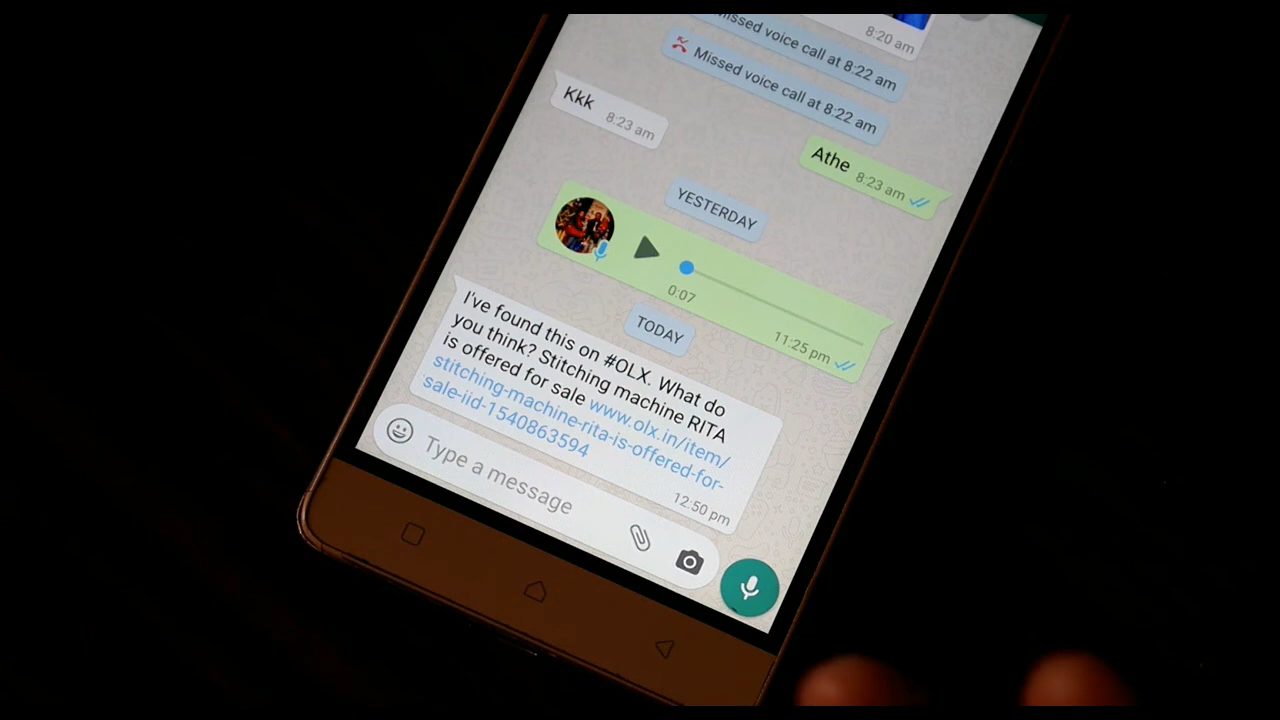 8:20 am
Missed voice call at 8:22 am
Missed voice call at 8:22 am
Kkk
8:23 am
Athe
8:23 am
YESTERDAY
0:07
11:25 pm
TODAY
I've found this on #OLX. What do
you think? Stitching machine RITA
is offered for sale www.olx.in/item/
stitching-machine-rita-is-offered-for-
sale-iid-1540863594
12:50 pm
Type a message